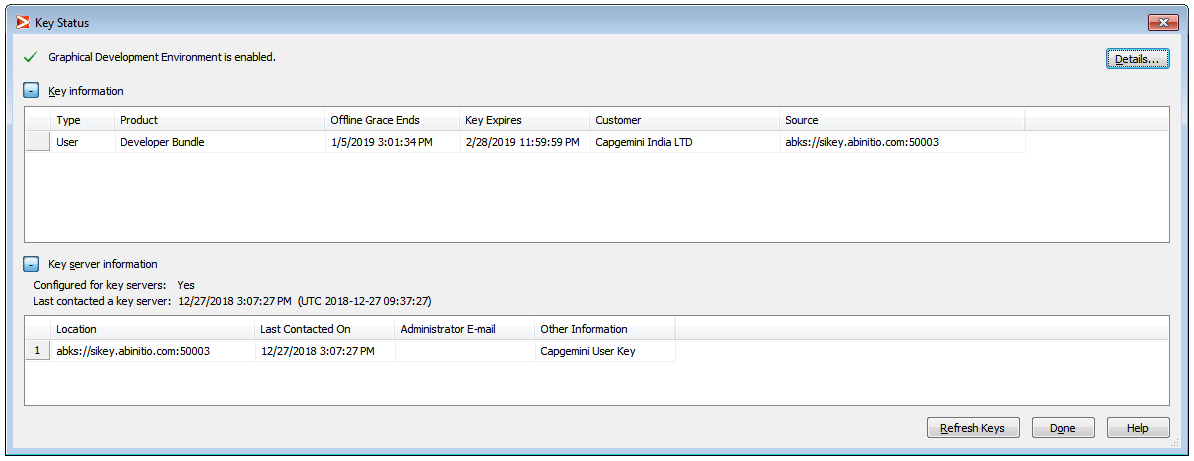 Key Status
Graphical Development Environment is enabled.
Details...
Key information
Type Product Offline Grace Ends Key Expires Customer Source
User Developer Bundle 1/5/2019 3:01:34 PM 2/28/2019 11:59:59 PM Capgemini India LTD abks://sikey.abinitio.com:50003
Key server information
Configured for key servers: Yes
Last contacted a key server: 12/27/2018 3:07:27 PM (UTC 2018-12-27 09:37:27)
Location Last Contacted On Administrator E-mail Other Information
1 abks://sikey.abinitio.com:50003 12/27/2018 3:07:27 PM Capgemini User Key
Refresh Keys Done Help